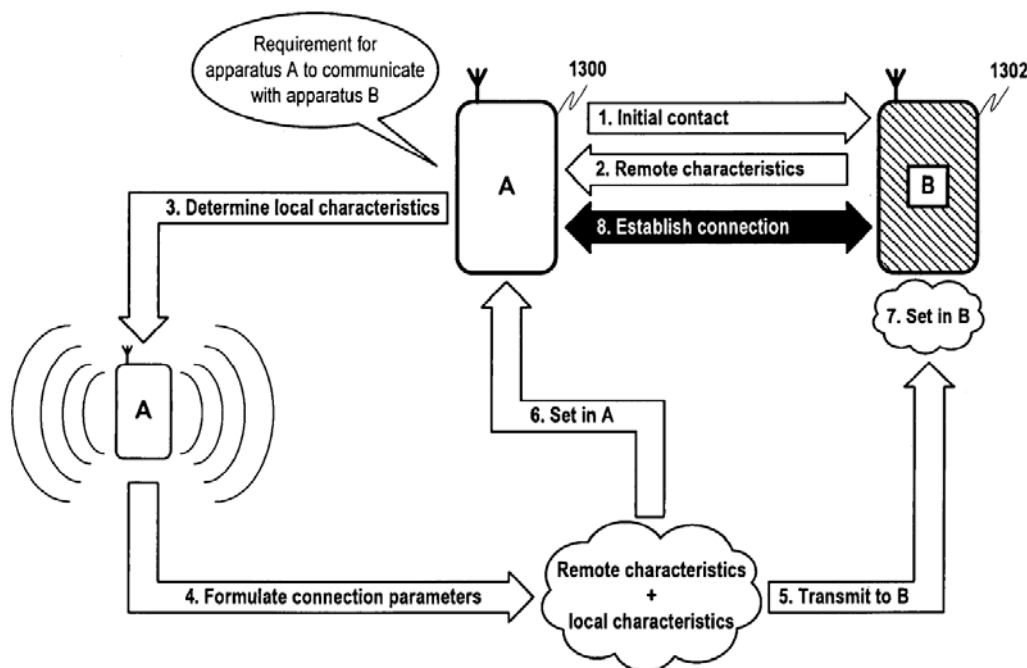 Requirement for
apparatus A to communicate
with apparatus B
1300
1302
1. Initial contact
2. Remote characteristics
A
B
3. Determine local characteristics
8. Establish connection
7. Set in B
A
6. Set in A
Remote characteristics
+
local characteristics
4. Formulate connection parameters
5. Transmit to B